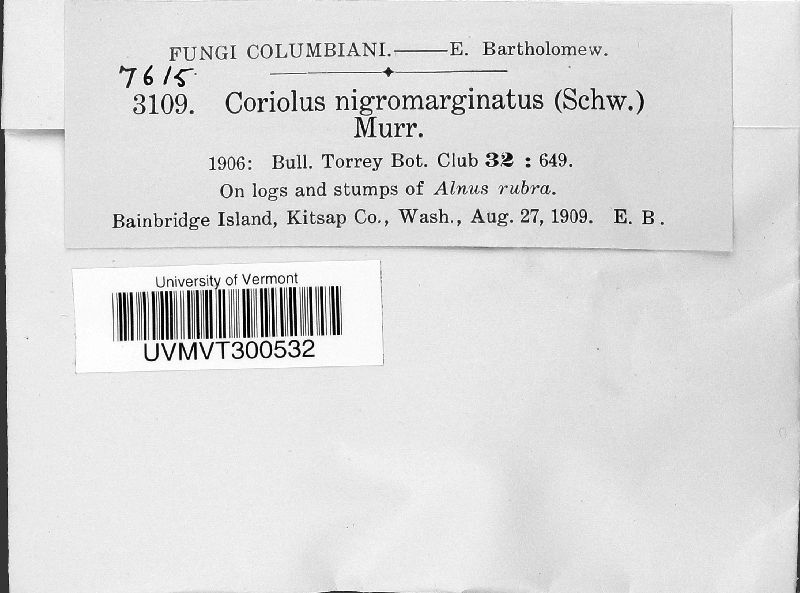 FUNGI COLUMBIANI.——E. Bartholomew.
7615
3109. Coriolus nigromarginatus (Schw.)
Murr.
1906: Bull. Torrey Bot. Club 32 : 649.
On logs and stumps of Alnus rubra.
Bainbridge Island, Kitsap Co., Wash., Aug. 27, 1909. E. B.
University of Vermont
UVMVT300532